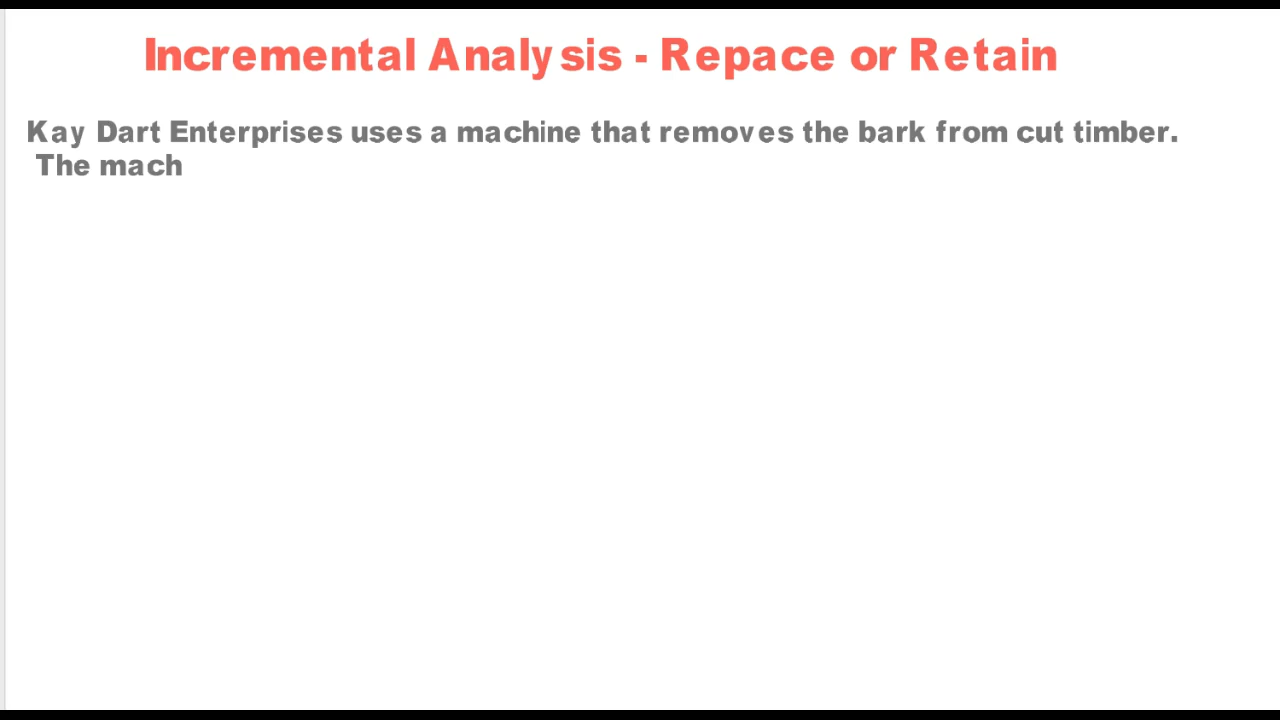 Incremental Analysis - Repace or Retain
Kay Dart Enterprises uses a machine that removes the bark from cut timber.
The mach